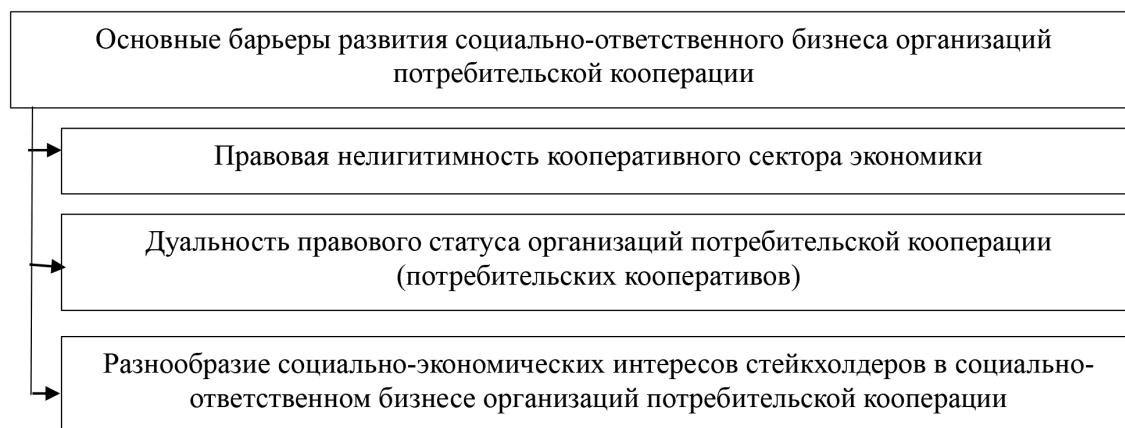 Основные барьеры развития социально-ответственного бизнеса организаций
потребительской кооперации
Правовая нелигитимность кооперативного сектора экономики
Дуальность правового статуса организаций потребительской кооперации
(потребительских кооперативов)
Разнообразие социально-экономических интересов стейкхолдеров в социально-
ответственном бизнесе организаций потребительской кооперации